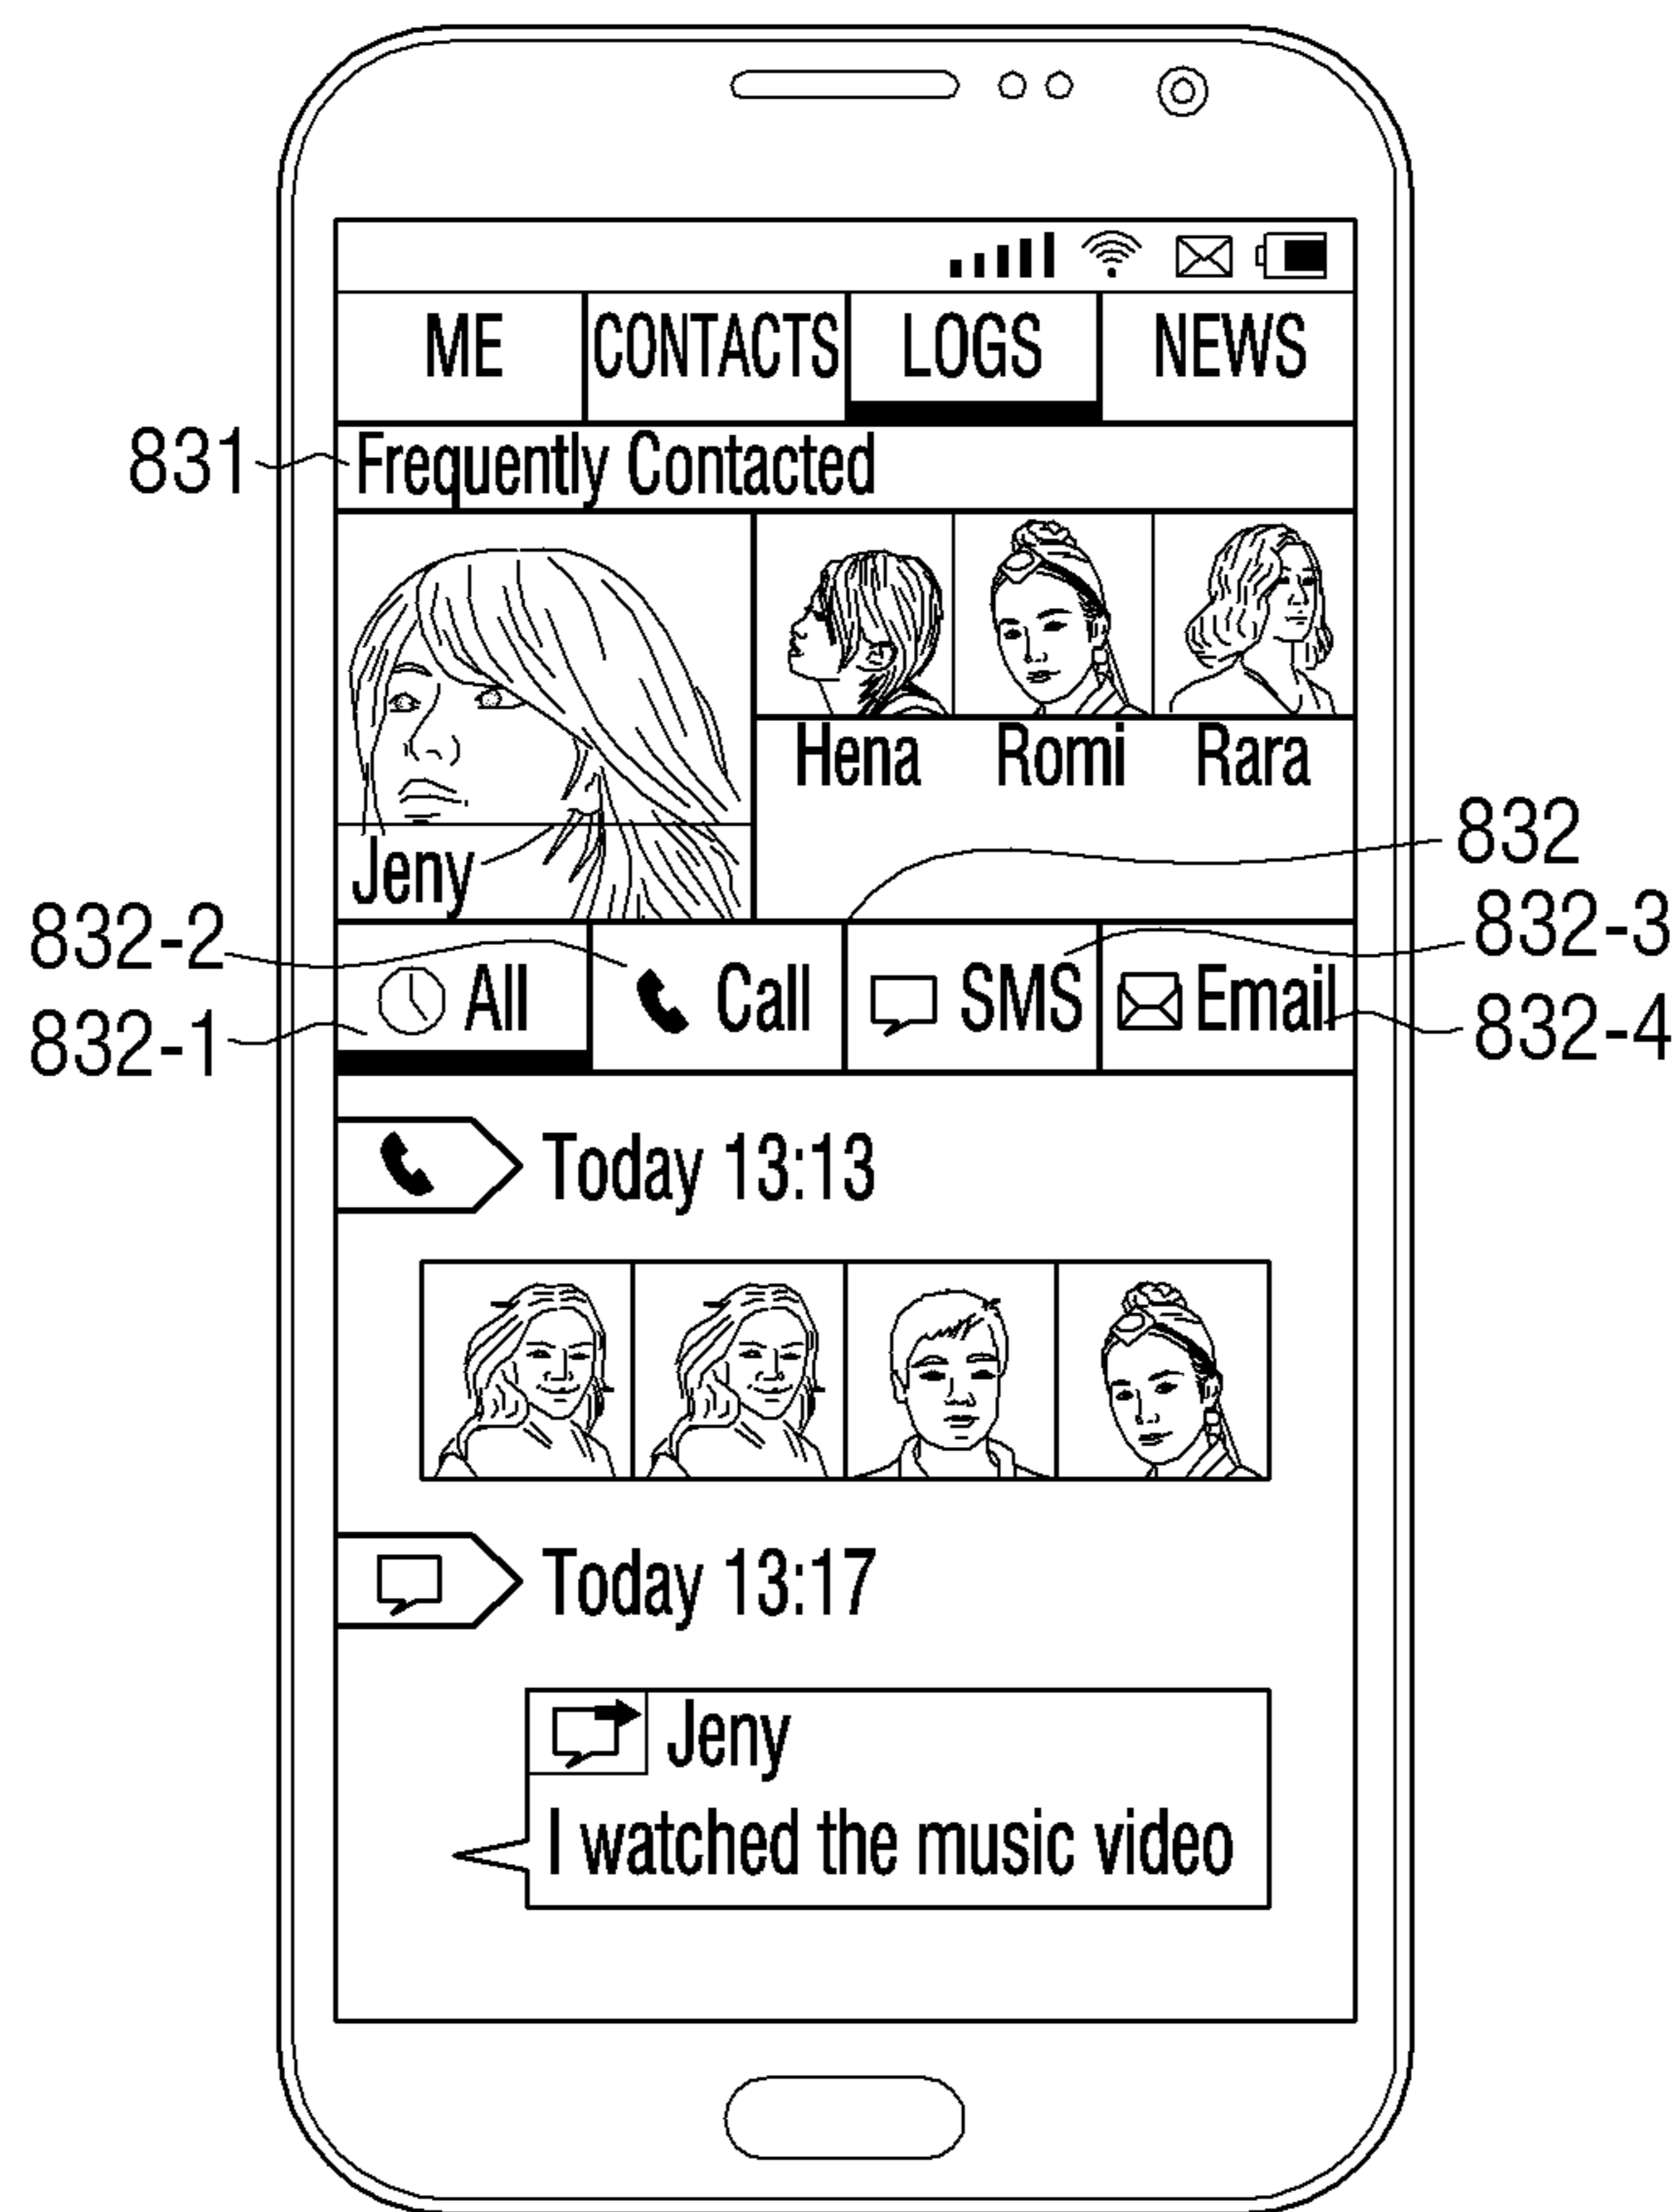 ME CONTACTS LOGS NEWS
831 Frequently Contacted
Hena Romi Rara
Jeny
832
832-2
832-3
All Call SMS Email
832-1
832-4
Today 13:13
Today 13:17
Jeny
I watched the music video